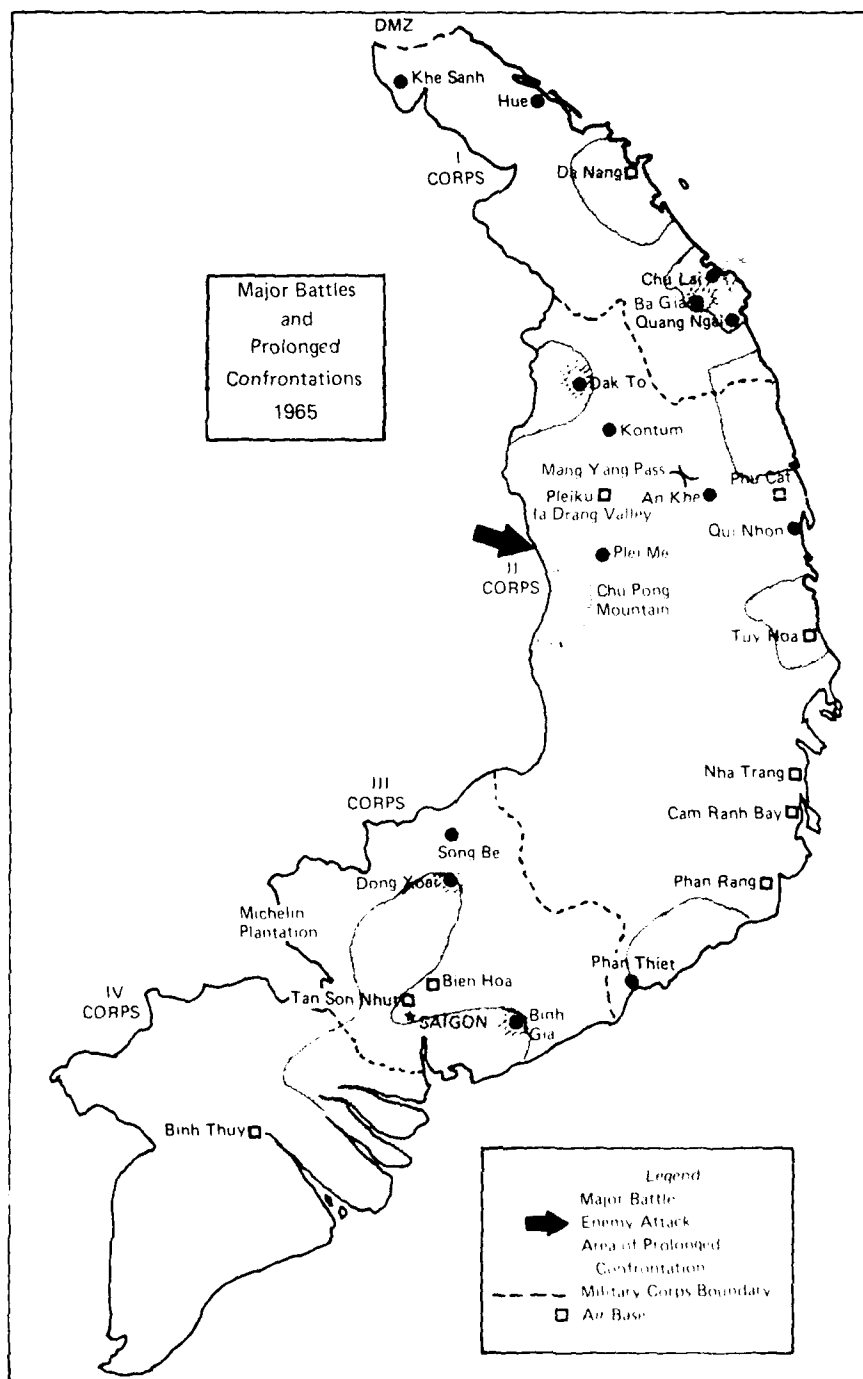 DMZ
Khe Sanh
Hue
I
CORPS
Da Nang
Major Battles
and
Prolonged
Confrontations
1965
Chu Lai
Ba Gia
Quang Ngai
Dak To
Kontum
Mang Yang Pass
Pleiku
An Khe
Phu Cat
Ia Drang Valley
Qui Nhon
Plei Me
II
CORPS
Chu Pong
Mountain
Tuy Hoa
Nha Trang
III
CORPS
Cam Ranh Bay
Song Be
Dong Xoai
Phan Rang
Michelin
Plantation
Phan Thiet
IV
CORPS
Bien Hoa
Tan Son Nhut
SAIGON
Binh
Gia
Binh Thuy
Legend
Major Battle
Enemy Attack
Area of Prolonged
Confrontation
Military Corps Boundary
Air Base